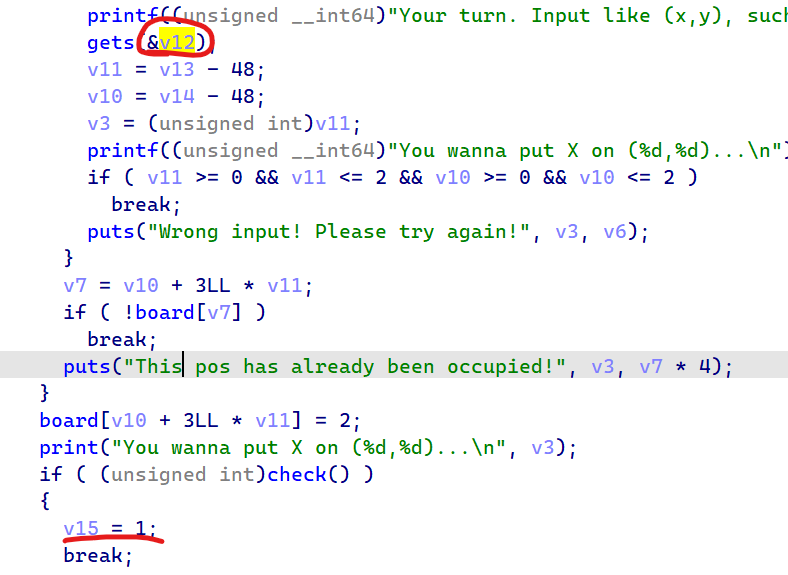 printf((unsigned __int64)"Your turn. Input like (x,y), such
gets(&v12);
v11 = v13 - 48;
v10 = v14 - 48;
v3 = (unsigned int)v11;
printf((unsigned __int64)"You wanna put X on (%d,%d)...\n"
if ( v11 >= 0 && v11 <= 2 && v10 >= 0 && v10 <= 2 )
break;
puts("Wrong input! Please try again!", v3, v6);
}
v7 = v10 + 3LL * v11;
if ( !board[v7] )
break;
puts("This pos has already been occupied!", v3, v7 * 4);
}
board[v10 + 3LL * v11] = 2;
print("You wanna put X on (%d,%d)...\n", v3);
if ( (unsigned int)check() )
{
v15 = 1;
break;